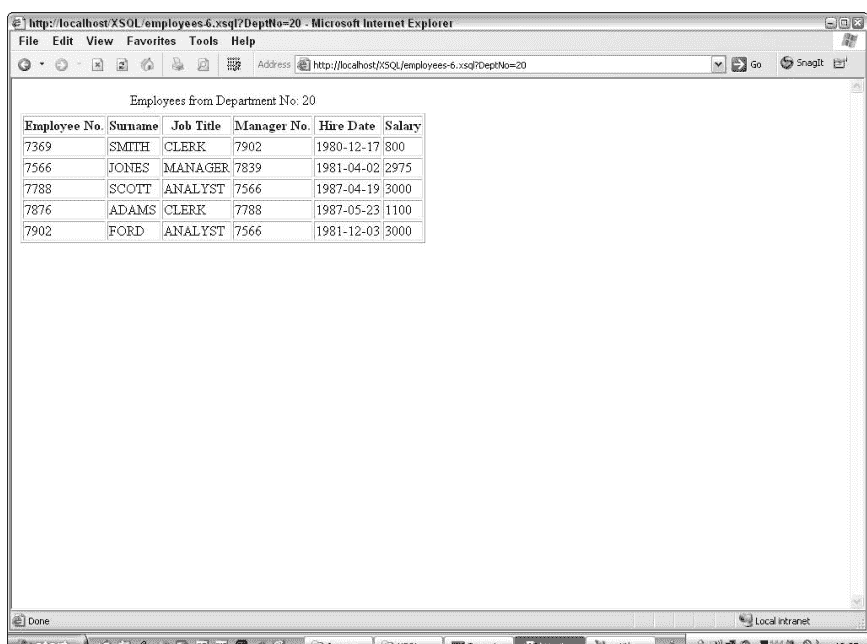 http://localhost/XSQL/employees-6.xsql?DeptNo=20 - Microsoft Internet Explorer
File Edit View Favorites Tools Help
Address http://localhost/XSQL/employees-6.xsql?DeptNo=20 Go SnagIt
Employees from Department No: 20
Employee No. Surname Job Title Manager No. Hire Date Salary
7369 SMITH CLERK 7902 1980-12-17 800
7566 JONES MANAGER 7839 1981-04-02 2975
7788 SCOTT ANALYST 7566 1987-04-19 3000
7876 ADAMS CLERK 7788 1987-05-23 1100
7902 FORD ANALYST 7566 1981-12-03 3000
Done Local intranet